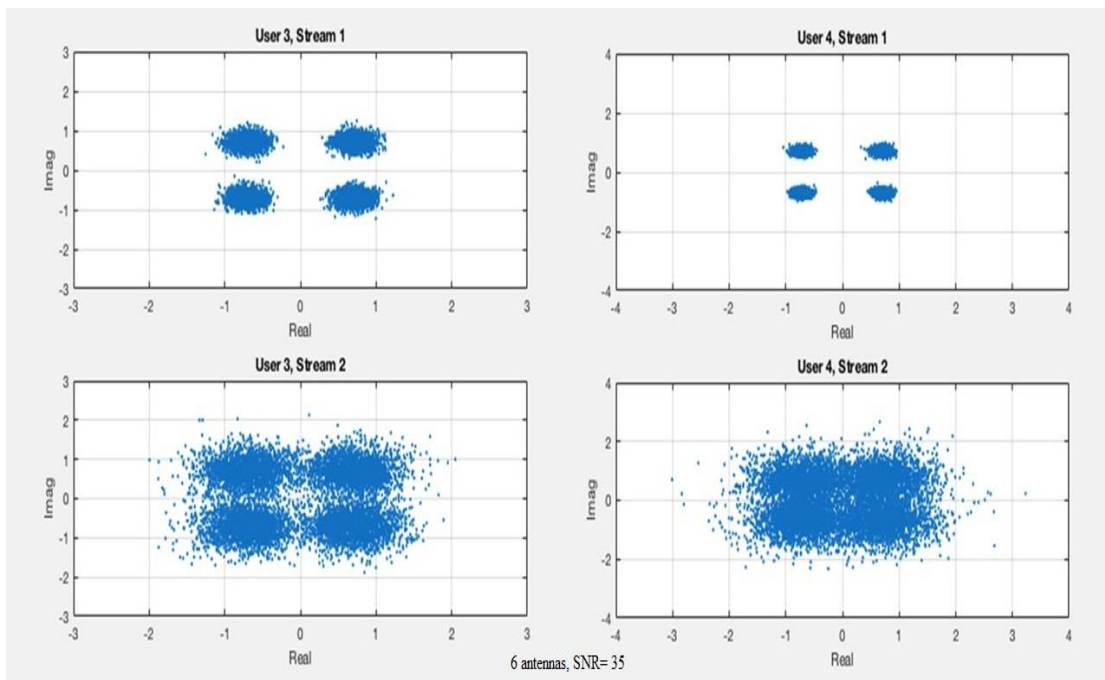 User 3, Stream 1
3
2
1
0
-1
-2
-3
Imag
-3 -2 -1 0 1 2 3
Real
User 4, Stream 1
4
2
0
-2
-4
Imag
-4 -3 -2 -1 0 1 2 3 4
Real
User 3, Stream 2
3
2
1
0
-1
-2
-3
Imag
-3 -2 -1 0 1 2 3
Real
User 4, Stream 2
4
2
0
-2
-4
Imag
-4 -3 -2 -1 0 1 2 3 4
Real
6 antennas, SNR= 35